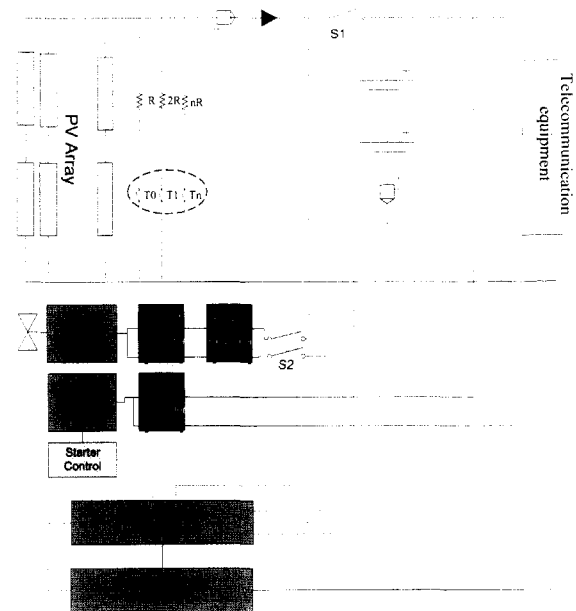 S1
R 2R nR
PV Array
Telecommunication
equipment
T0 T1 Tn
S2
Starter
Control